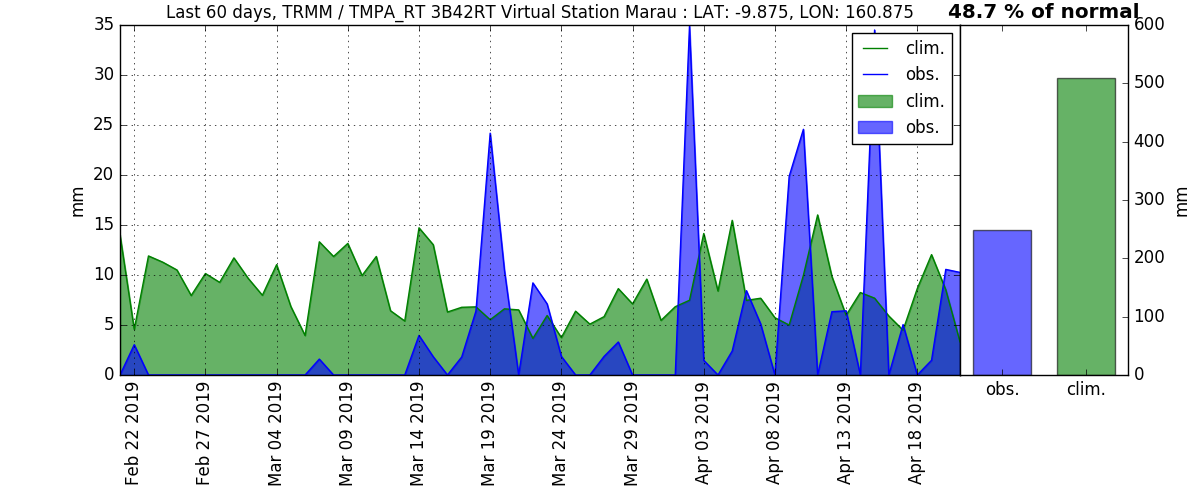 Last 60 days, TRMM / TMPA_RT 3B42RT Virtual Station Marau : LAT: -9.875, LON: 160.875
48.7 % of normal
35
30
25
20
15
10
5
0
mm
clim.
obs.
clim.
obs.
600
500
400
300
200
100
0
mm
obs.
clim.
Feb 22 2019
Feb 27 2019
Mar 04 2019
Mar 09 2019
Mar 14 2019
Mar 19 2019
Mar 24 2019
Mar 29 2019
Apr 03 2019
Apr 08 2019
Apr 13 2019
Apr 18 2019